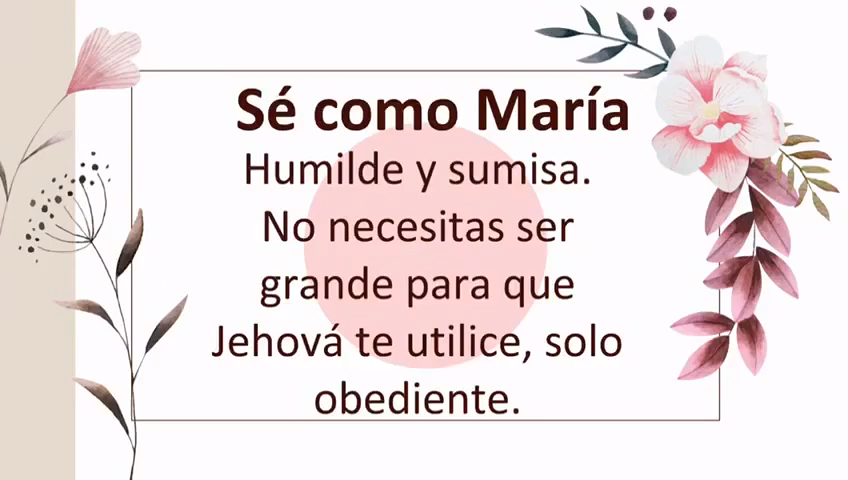 Sé como María
Humilde y sumisa.
No necesitas ser
grande para que
Jehová te utilice, solo
obediente.